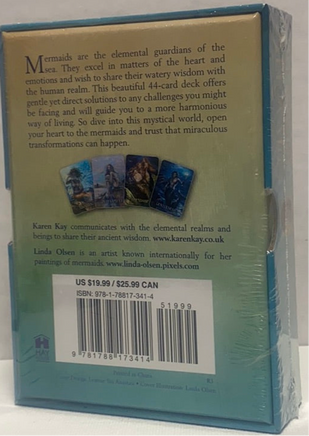 Mermaids are the elemental guardians of the
sea. They excel in matters of the heart and
emotions and wish to share their watery wisdom with
the human realm. This beautiful 44-card deck offers
gentle yet direct solutions to any challenges you might
be facing and will guide you to a more harmonious
way of living. So dive into this mystical world, open
your heart to the mermaids and trust that miraculous
transformations can happen.
Karen Kay communicates with the elemental realms and
beings to share their ancient wisdom. www.karenkay.co.uk
Linda Olsen is an artist known internationally for her
paintings of mermaids. www.linda-olsen.pixels.com
US $19.99 / $25.99 CAN
ISBN: 978-1-78817-341-4
51999
9 781788 173414
Printed in China